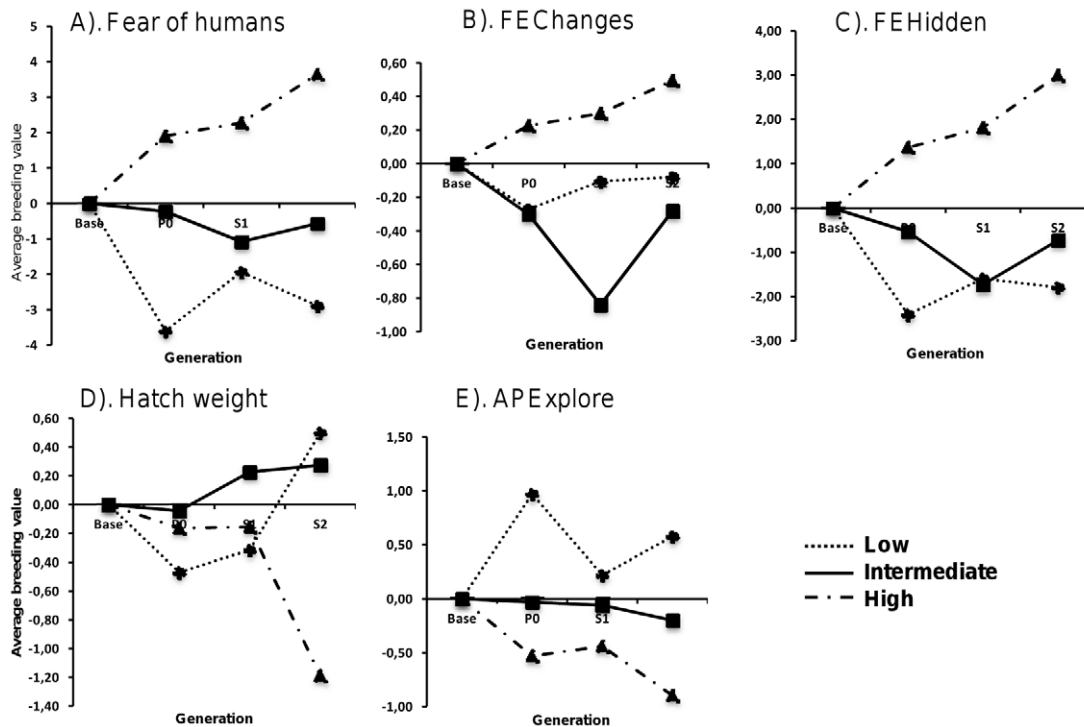 A). Fear of humans
5
4
3
2
1
0
-1
-2
-3
-4
Average breeding value
Base
P0
S1
Generation
B). FEChanges
0,60
0,40
0,20
0,00
-0,20
-0,40
-0,60
-0,80
-1,00
Base
P0
S2
Generation
C). FEHidden
4,00
3,00
2,00
1,00
0,00
-1,00
-2,00
-3,00
Base
S1
S2
Generation
D). Hatch weight
0,60
0,40
0,20
0,00
-0,20
-0,40
-0,60
-0,80
-1,00
-1,20
-1,40
Average breeding value
Base
P0
S1
S2
Generation
E). APExplore
1,50
1,00
0,50
0,00
-0,50
-1,00
Base
P0
S1
Generation
Low
Intermediate
High